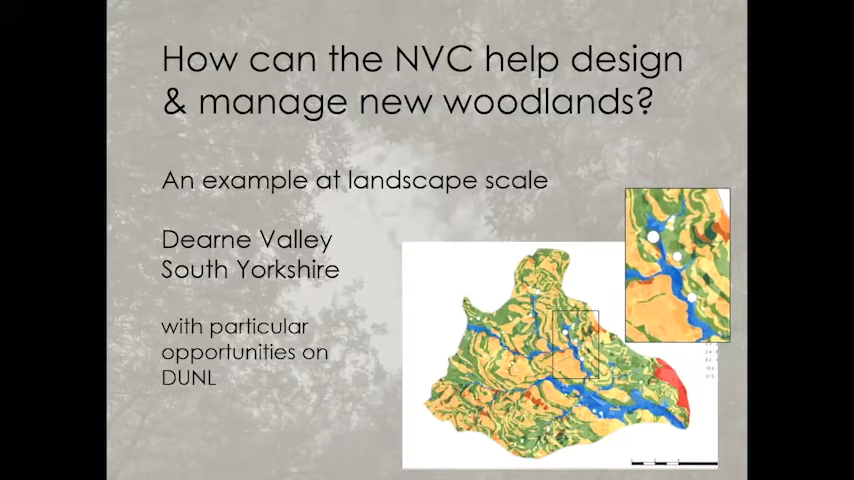 How can the NVC help design
& manage new woodlands?
An example at landscape scale
Dearne Valley
South Yorkshire
with particular
opportunities on
DUNL